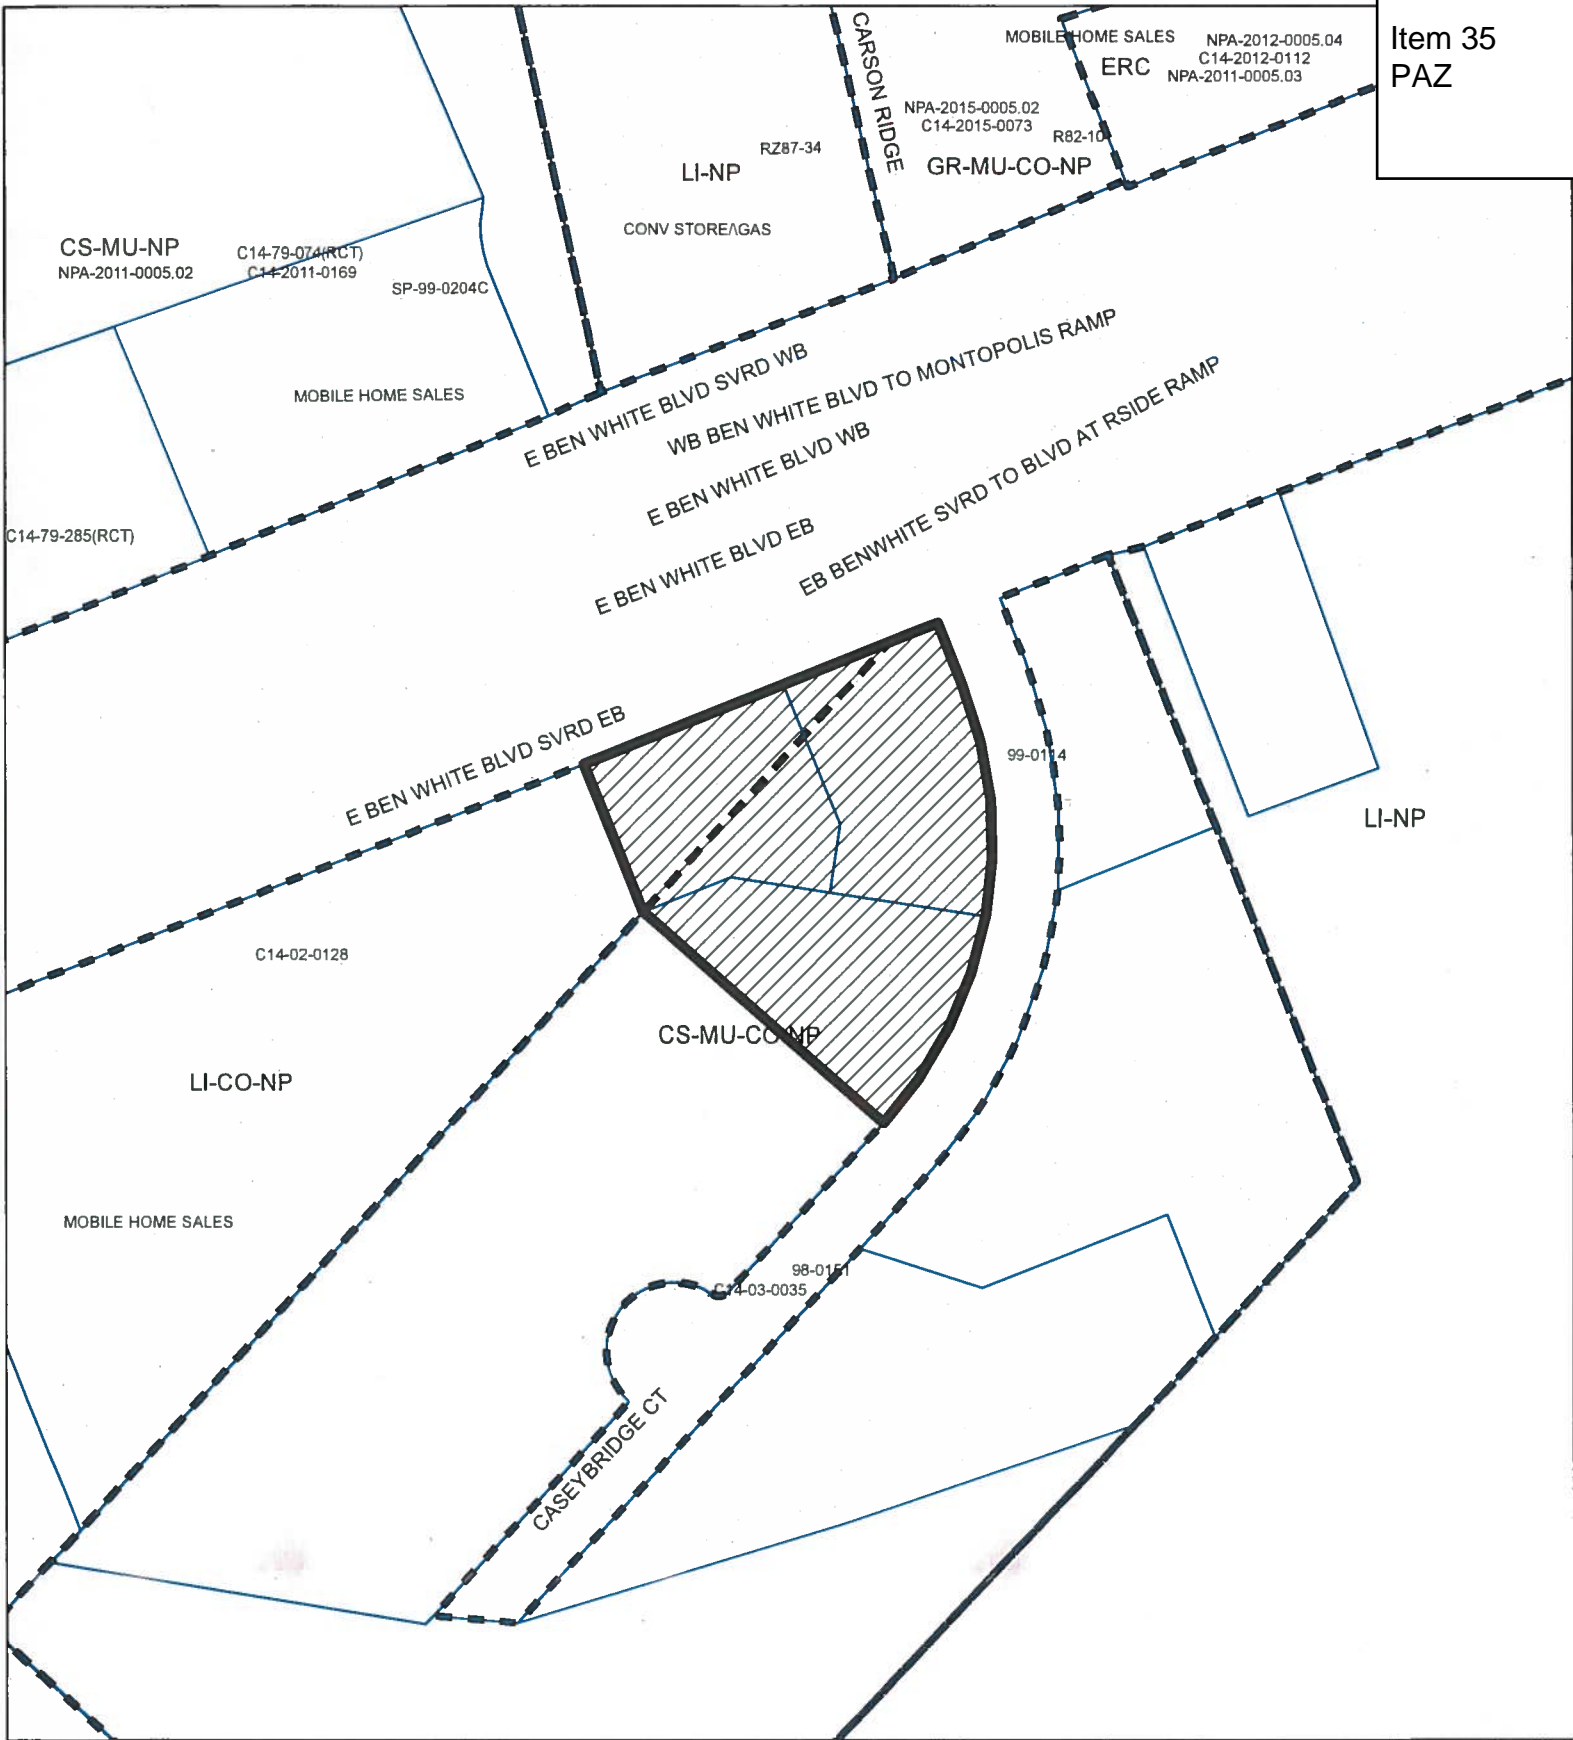 Item 35
PAZ
MOBILE HOME SALES
ERC
NPA-2012-0005.04
C14-2012-0112
NPA-2011-0005.03
CARSON RIDGE
NPA-2015-0005.02
C14-2015-0073
R82-10
GR-MU-CO-NP
RZ87-34
LI-NP
CONV STORE/\GAS
CS-MU-NP
NPA-2011-0005.02
C14-79-074(RCT)
C14-2011-0169
SP-99-0204C
MOBILE HOME SALES
C14-79-285(RCT)
E BEN WHITE BLVD SVRD WB
WB BEN WHITE BLVD TO MONTOPOLIS RAMP
E BEN WHITE BLVD WB
E BEN WHITE BLVD EB
EB BENWHITE SVRD TO BLVD AT RSIDE RAMP
E BEN WHITE BLVD SVRD EB
99-0114
LI-NP
C14-02-0128
CS-MU-CO-NP
LI-CO-NP
MOBILE HOME SALES
98-0151
C14-03-0035
CASEYBRIDGE CT